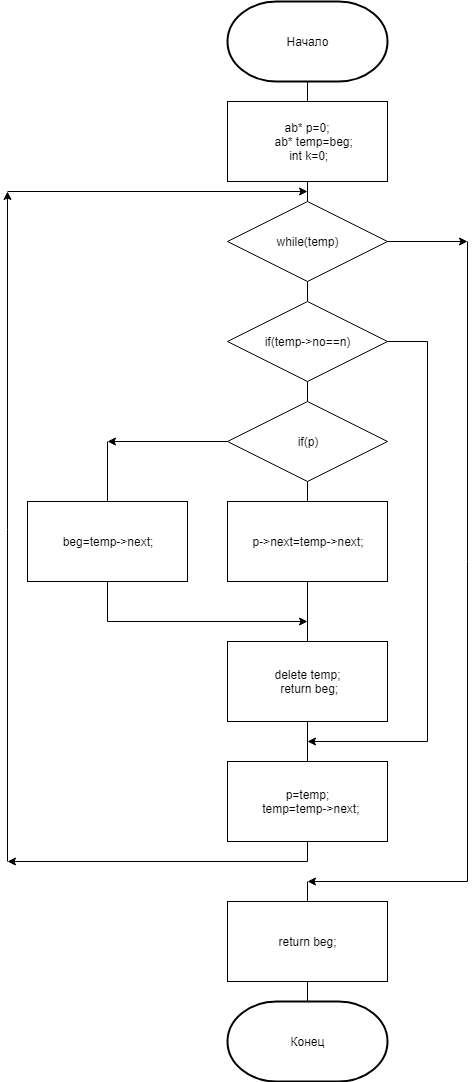 Начало
ab* p=0;
ab* temp=beg;
int k=0;
while(temp)
if(temp->no==n)
if(p)
beg=temp->next;
p->next=temp->next;
delete temp;
return beg;
p=temp;
temp=temp->next;
return beg;
Конец